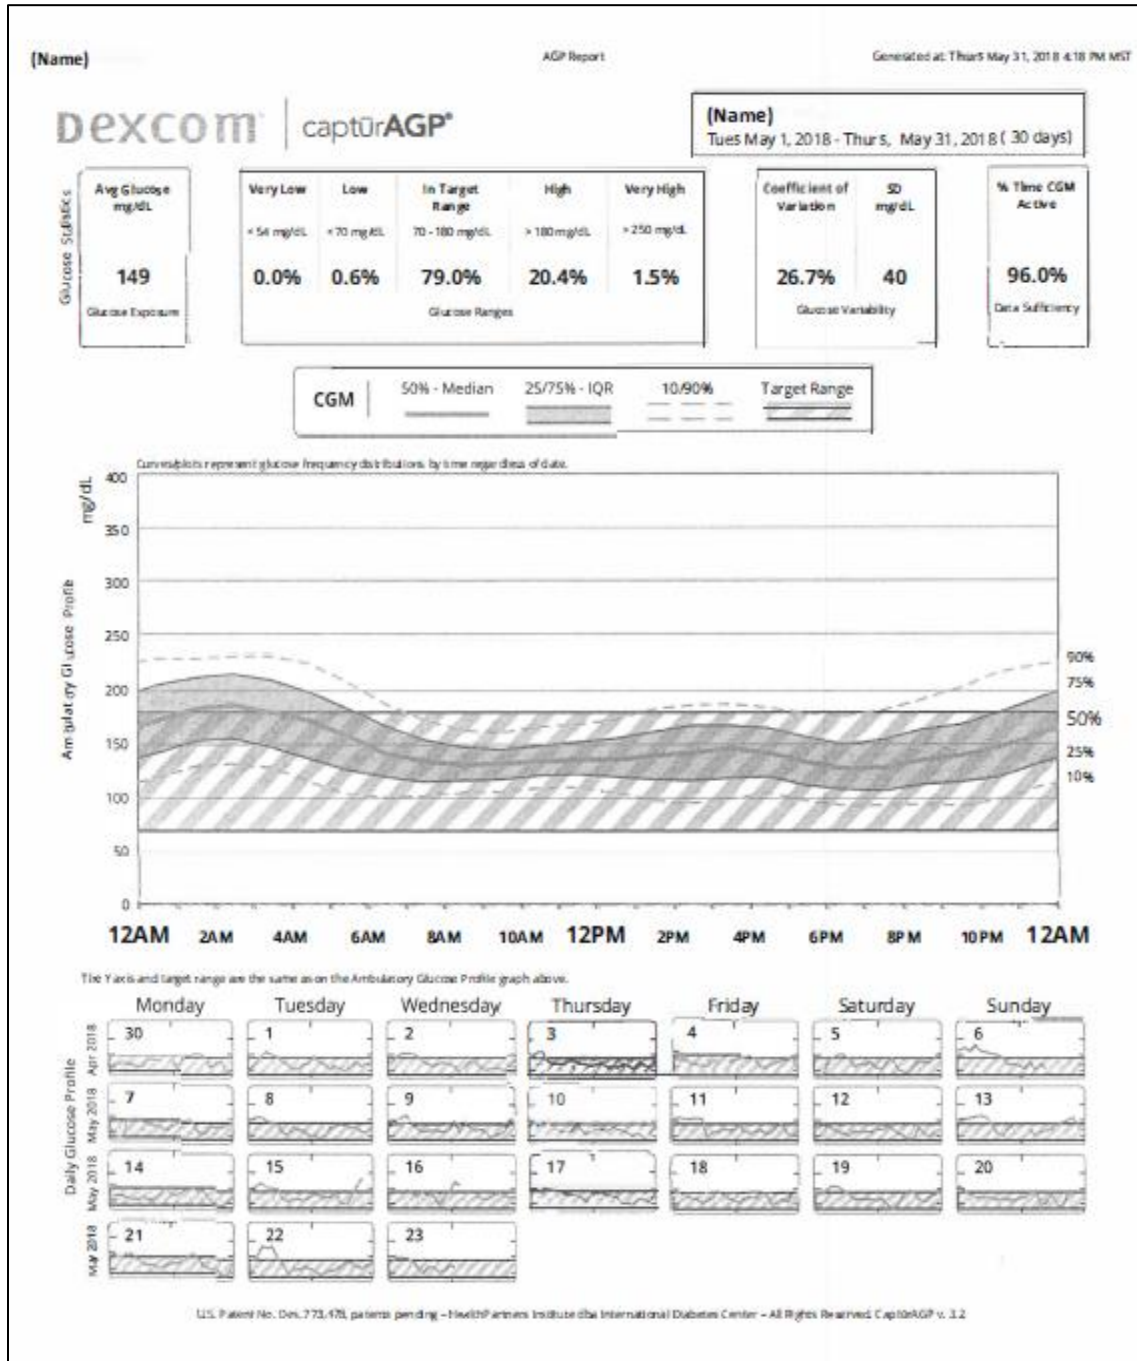 (Name)
AGP Report
Generated at: Thurs May 31, 2018 4:18 PM MST
Dexcom | captūrAGP®
(Name)
Tues May 1, 2018 - Thurs, May 31, 2018 ( 30 days)
Glucose Statistics
Avg Glucose
mg/dL
149
Glucose Exposure
Very Low
Low
In Target
Range
High
Very High
< 54 mg/dL
< 70 mg/dL
70 - 180 mg/dL
> 180 mg/dL
> 250 mg/dL
0.0%
0.6%
79.0%
20.4%
1.5%
Glucose Ranges
Coefficient of
Variation
SD
mg/dL
26.7%
40
Glucose Variability
% Time CGM
Active
96.0%
Data Sufficiency
CGM
50% - Median
25/75% - IQR
10/90%
Target Range
Curves/plots represent glucose frequency distributions by time regardless of date.
Ambulatory Glucose Profile
mg/dL
400
350
300
250
200
150
100
50
0
90%
75%
50%
25%
10%
12AM 2AM 4AM 6AM 8AM 10AM 12PM 2PM 4PM 6PM 8PM 10PM 12AM
The Y axis and target range are the same as on the Ambulatory Glucose Profile graph above.
Daily Glucose Profile
Monday Tuesday Wednesday Thursday Friday Saturday Sunday
Apr 2018
30 1 2 3 4 5 6
May 2018
7 8 9 10 11 12 13
May 2018
14 15 16 17 18 19 20
Mar 2018
21 22 23
U.S. Patent No. Des. 773,478, patents pending – HealthPartners Institute dba International Diabetes Center – All Rights Reserved. CaptūrAGP v. 3.2